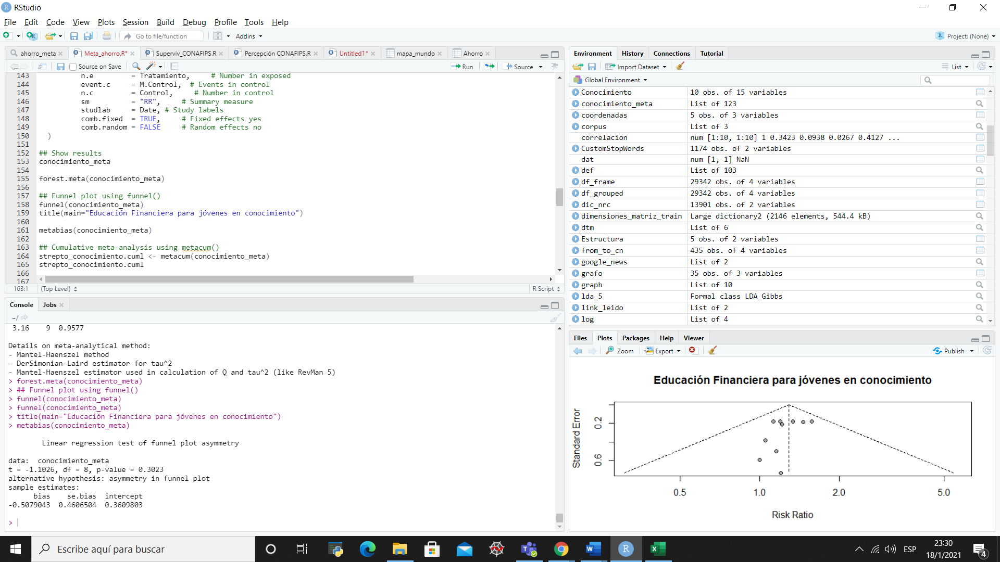 RStudio
File Edit Code View Plots Session Build Debug Profile Tools Help
Go to file/function Addins Project: (None)
ahorro_meta Meta_ahorro.R* Superviv_CONAFIPS.R Percepción CONAFIPS.R Untitled1* mapa_mundo Ahorro
Source on Save Run Source
143 n.e = Tratamiento, # Number in exposed
144 event.c = M.Control, # Events in control
145 n.c = Control, # Number in control
146 sm = "RR", # Summary measure
147 studlab = Date, # Study labels
148 comb.fixed = TRUE, # Fixed effects yes
149 comb.random = FALSE # Random effects no
150 )
151
152 ## Show results
153 conocimiento_meta
154
155 forest.meta(conocimiento_meta)
156
157 ## Funnel plot using funnel()
158 funnel(conocimiento_meta)
159 title(main="Educación Financiera para jóvenes en conocimiento")
160
161 metabias(conocimiento_meta)
162
163 ## Cumulative meta-analysis using metacum()
164 strepto_conocimiento.cuml <- metacum(conocimiento_meta)
165 strepto_conocimiento.cuml
166
167
163:1 (Top Level) R Script
Console Jobs
~/
3.16 9 0.9577
Details on meta-analytical method:
- Mantel-Haenszel method
- DerSimonian-Laird estimator for tau^2
- Mantel-Haenszel estimator used in calculation of Q and tau^2 (like RevMan 5)
> forest.meta(conocimiento_meta)
> ## Funnel plot using funnel()
> funnel(conocimiento_meta)
> funnel(conocimiento_meta)
> title(main="Educación Financiera para jóvenes en conocimiento")
> metabias(conocimiento_meta)
Linear regression test of funnel plot asymmetry
data: conocimiento_meta
t = -1.1026, df = 8, p-value = 0.3023
alternative hypothesis: asymmetry in funnel plot
sample estimates:
bias se.bias intercept
-0.5079043 0.4606504 0.3609803
>
Environment History Connections Tutorial
Import Dataset List
Global Environment
Conocimiento 10 obs. of 15 variables
conocimiento_meta List of 123
coordenadas 5 obs. of 3 variables
corpus List of 3
correlacion num [1:10, 1:10] 1 0.3423 0.0938 0.0267 0.4127 ...
CustomStopWords 1174 obs. of 2 variables
dat num [1, 1] NaN
def List of 103
df_frame 29342 obs. of 4 variables
df_grouped 29342 obs. of 4 variables
dic_nrc 13901 obs. of 2 variables
dimensiones_matriz_train Large dictionary2 (2146 elements, 544.4 kB)
dtm List of 6
Estructura 5 obs. of 2 variables
from_to_cn 435 obs. of 4 variables
google_news List of 2
grafo 35 obs. of 3 variables
graph List of 10
lda_5 Formal class LDA_Gibbs
link_leido List of 2
log List of 4
Files Plots Packages Help Viewer
Zoom Export Publish
Educación Financiera para jóvenes en conocimiento
Standard Error
0.2
0.6
0.5 1.0 2.0 5.0
Risk Ratio
Escribe aquí para buscar
ESP
23:30
18/1/2021
4